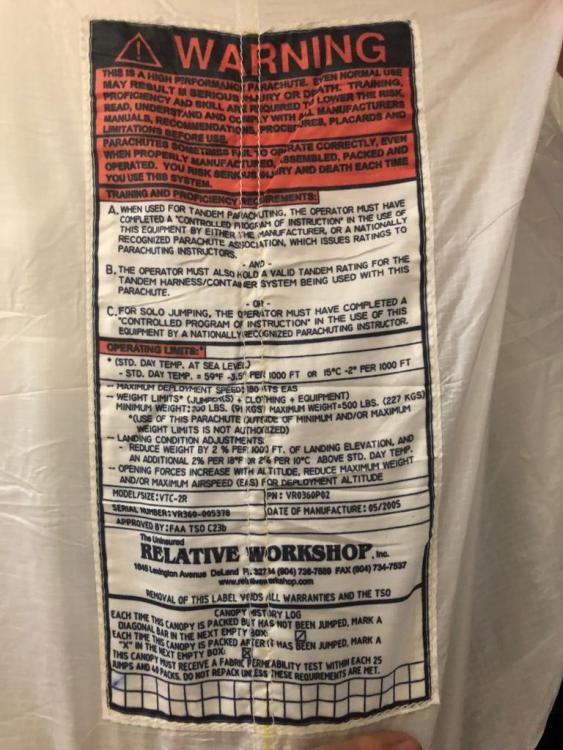 WARNING
THIS IS A HIGH PERFORMANCE PARACHUTE. EVEN NORMAL USE
MAY RESULT IN SERIOUS INJURY OR DEATH. TRAINING,
PROFICIENCY AND SKILL ARE REQUIRED TO LOWER THE RISK.
READ, UNDERSTAND AND COMPLY WITH ALL MANUFACTURERS
MANUALS, RECOMMENDATIONS, PROCEDURES, PLACARDS AND
LIMITATIONS BEFORE USE.
PARACHUTES SOMETIMES FAIL TO OPERATE CORRECTLY, EVEN
WHEN PROPERLY MANUFACTURED, ASSEMBLED, PACKED AND
OPERATED. YOU RISK SERIOUS INJURY AND DEATH EACH TIME
YOU USE THIS SYSTEM.
TRAINING AND PROFICIENCY REQUIREMENTS:
A. WHEN USED FOR TANDEM PARACHUTING, THE OPERATOR MUST HAVE
COMPLETED A "CONTROLLED PROGRAM OF INSTRUCTION" IN THE USE OF
THIS EQUIPMENT BY EITHER THE MANUFACTURER, OR A NATIONALLY
RECOGNIZED PARACHUTE ASSOCIATION, WHICH ISSUES RATINGS TO
PARACHUTING INSTRUCTORS.
- AND -
B. THE OPERATOR MUST ALSO HOLD A VALID TANDEM RATING FOR THE
TANDEM HARNESS/CONTAINER SYSTEM BEING USED WITH THIS
PARACHUTE.
- OR -
C. FOR SOLO JUMPING, THE OPERATOR MUST HAVE COMPLETED A
"CONTROLLED PROGRAM OF INSTRUCTION" IN THE USE OF THIS
EQUIPMENT BY A NATIONALLY RECOGNIZED PARACHUTING INSTRUCTOR.
OPERATING LIMITS:*
* (STD. DAY TEMP. AT SEA LEVEL)
- STD. DAY TEMP. = 59°F -3.5° PER 1000 FT OR 15°C -2° PER 1000 FT
-- MAXIMUM DEPLOYMENT SPEED: 180 KTS EAS
-- WEIGHT LIMITS* (JUMPER(S) + CLOTHING + EQUIPMENT)
MINIMUM WEIGHT: 200 LBS. (91 KGS) MAXIMUM WEIGHT=500 LBS. (227 KGS)
*(USE OF THIS PARACHUTE OUTSIDE OF MINIMUM AND/OR MAXIMUM
WEIGHT LIMITS IS NOT AUTHORIZED)
-- LANDING CONDITION ADJUSTMENTS:
- REDUCE WEIGHT BY 2 % PER 1000 FT. OF LANDING ELEVATION, AND
AN ADDITIONAL 2% PER 18°F OR 2% PER 10°C ABOVE STD. DAY TEMP.
-- OPENING FORCES INCREASE WITH ALTITUDE, REDUCE MAXIMUM WEIGHT
AND/OR MAXIMUM AIRSPEED (EAS) FOR DEPLOYMENT ALTITUDE
MODEL/SIZE: VTC-2R PN: VR0360P02
SERIAL NUMBER: VR360-005378 DATE OF MANUFACTURE: 05/2005
APPROVED BY: FAA TSO C23b
The Uninsured
RELATIVE WORKSHOP, Inc.
1645 Lexington Avenue DeLand FL. 32724 (904) 736-7589 FAX (904) 734-7537
www.relativeworkshop.com
REMOVAL OF THIS LABEL VOIDS ALL WARRANTIES AND THE TSO
CANOPY HISTORY LOG
EACH TIME THIS CANOPY IS PACKED BUT HAS NOT BEEN JUMPED, MARK A
DIAGONAL BAR IN THE NEXT EMPTY BOX:
EACH TIME THIS CANOPY IS PACKED AFTER IT HAS BEEN JUMPED, MARK A
"X" IN THE NEXT EMPTY BOX:
THIS CANOPY MUST RECEIVE A FABRIC PERMEABILITY TEST WITHIN EACH 25
JUMPS AND 40 PACKS. DO NOT REPACK UNLESS THESE REQUIREMENTS ARE MET.